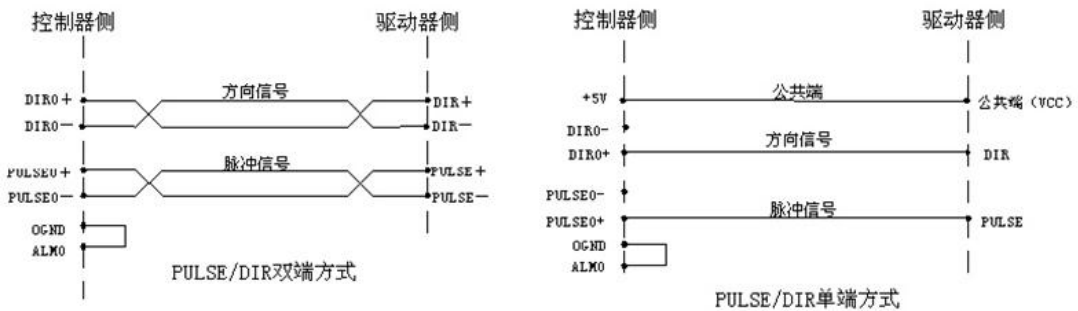 控制器侧 驱动器侧
DIR0+ 方向信号 DIR+
DIR0— DIR—
PULSE0+ 脉冲信号 PULSE+
PULSE0— PULSE—
OGND
ALM0
PULSE/DIR双端方式
控制器侧 驱动器侧
+5V 公共端 公共端（VCC）
DIR0-
DIR0+ 方向信号 DIR
PULSE0-
PULSE0+ 脉冲信号 PULSE
OGND
ALM0
PULSE/DIR单端方式